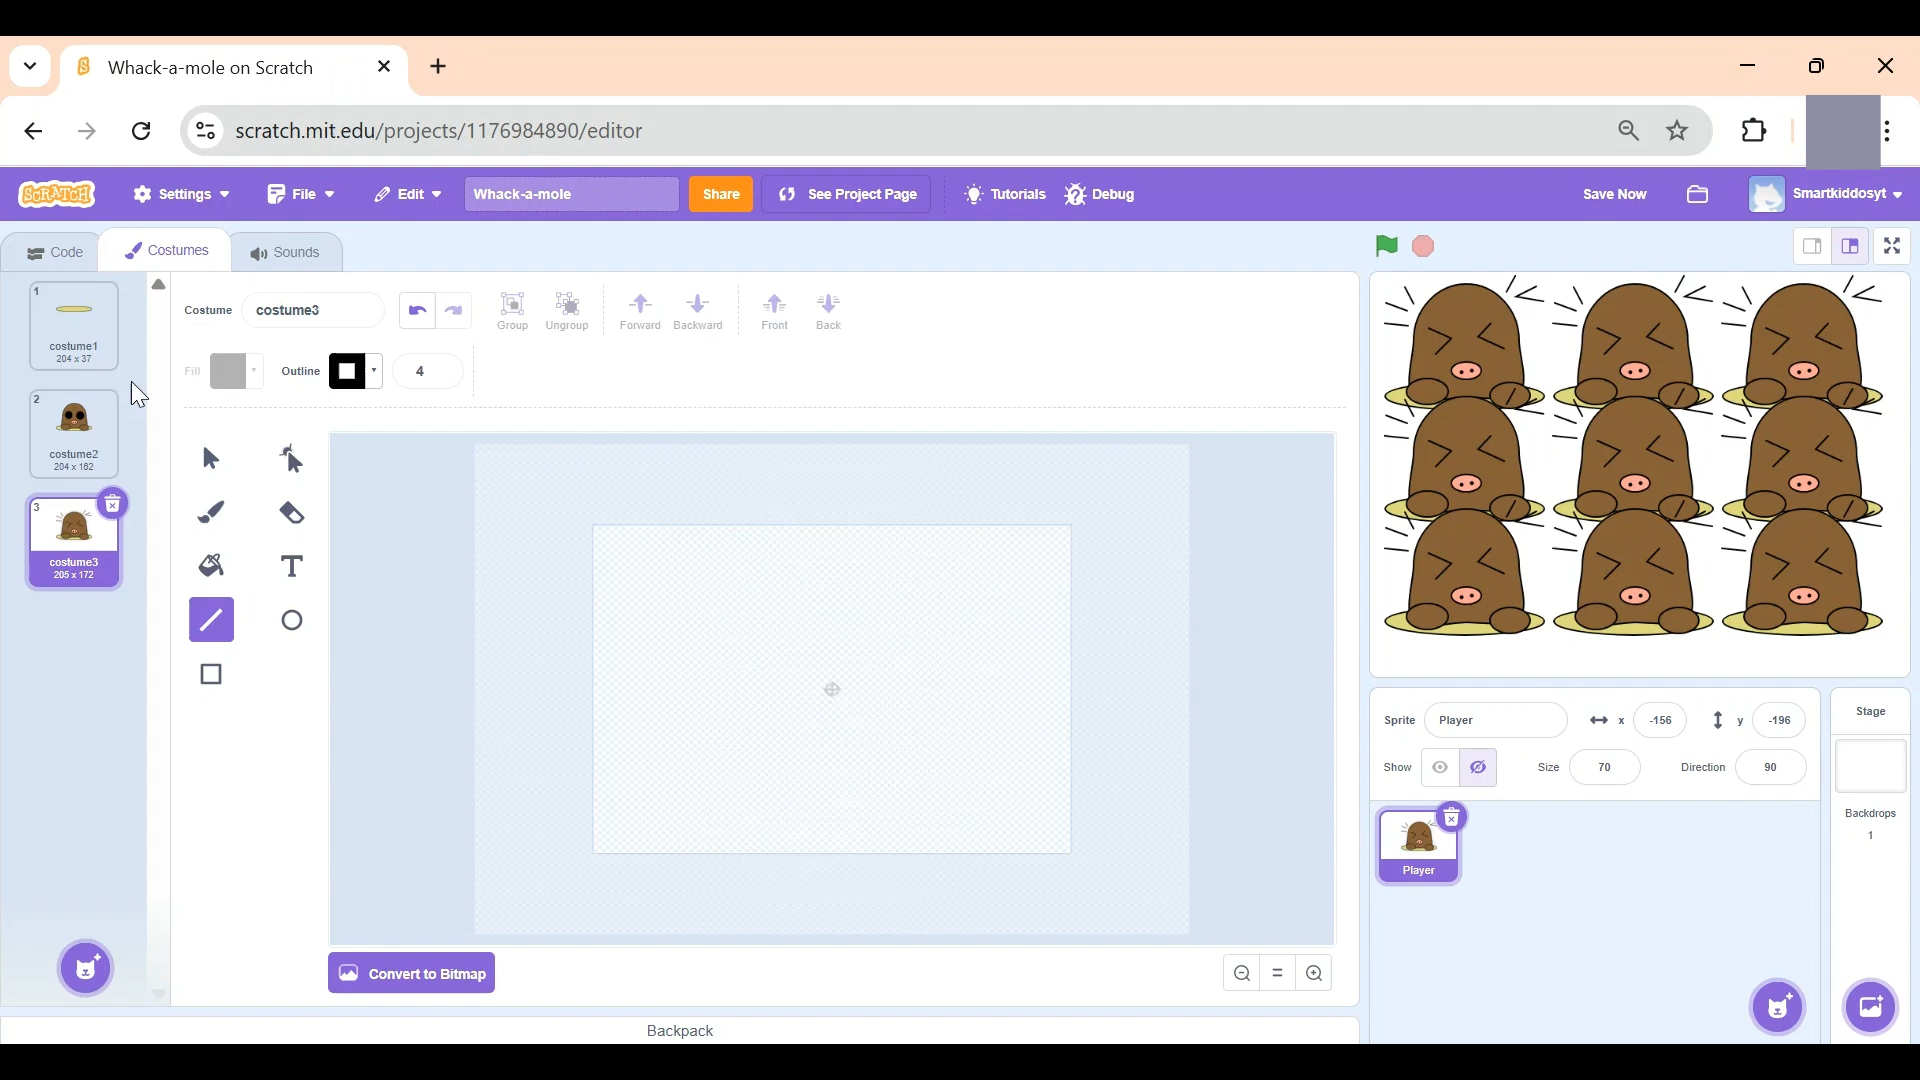 Whack-a-mole on Scratch
scratch.mit.edu/projects/1176984890/editor
SCRATCH
Settings
File
Edit
Whack-a-mole
Share
See Project Page
Tutorials
Debug
Save Now
Smartkiddosyt
Code
Costumes
Sounds
1
costume1
204 x 37
2
costume2
204 x 162
3
costume3
205 x 172
Costume
costume3
Group
Ungroup
Forward
Backward
Front
Back
Fill
Outline
4
T
Convert to Bitmap
Backpack
Sprite
Player
x
-156
y
-196
Show
Size
70
Direction
90
Player
Stage
Backdrops
1